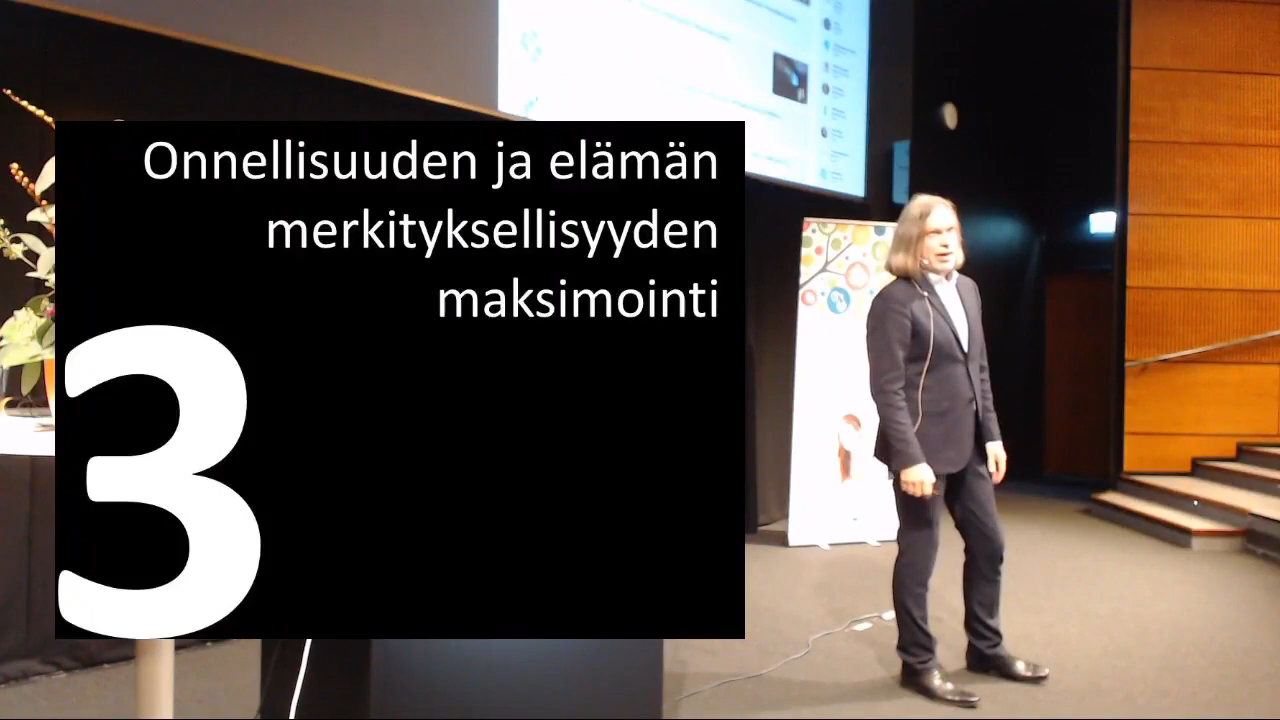 Onnellisuuden ja elämän
merkityksellisyyden
maksimointi
3